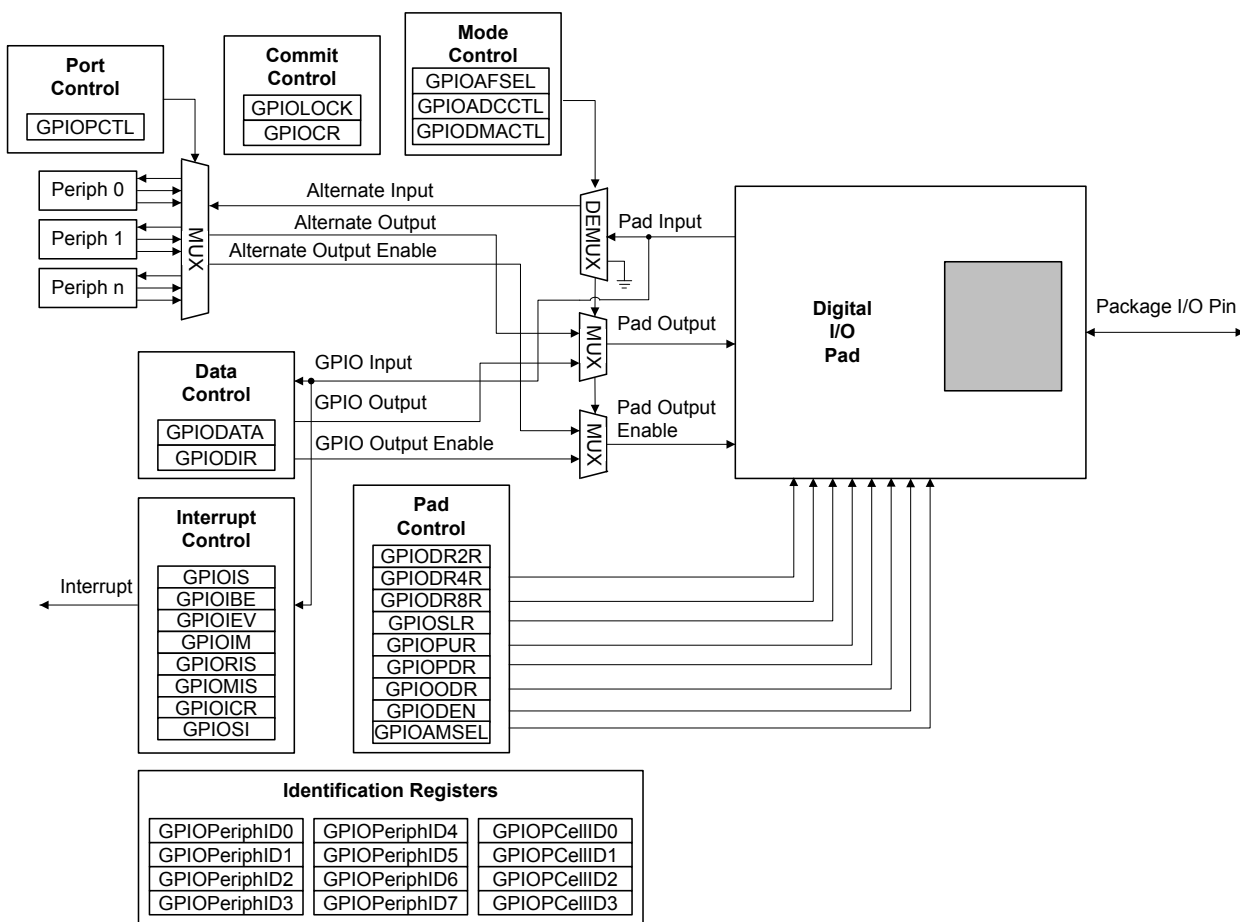 Port
Control
GPIOPCTL
Commit
Control
GPIOLOCK
GPIOCR
Mode
Control
GPIOAFSEL
GPIOADCCTL
GPIODMACTL
Periph 0
Periph 1
Periph n
MUX
Alternate Input
Alternate Output
Alternate Output Enable
DEMUX
Pad Input
MUX
Pad Output
MUX
Pad Output
Enable
Digital
I/O
Pad
Package I/O Pin
Data
Control
GPIODATA
GPIODIR
GPIO Input
GPIO Output
GPIO Output Enable
Interrupt
Control
GPIOIS
GPIOIBE
GPIOIEV
GPIOIM
GPIORIS
GPIOMIS
GPIOICR
GPIOSI
Interrupt
Pad
Control
GPIODR2R
GPIODR4R
GPIODR8R
GPIOSLR
GPIOPUR
GPIOPDR
GPIOODR
GPIODEN
GPIOAMSEL
Identification Registers
GPIOPeriphID0
GPIOPeriphID1
GPIOPeriphID2
GPIOPeriphID3
GPIOPeriphID4
GPIOPeriphID5
GPIOPeriphID6
GPIOPeriphID7
GPIOPCellID0
GPIOPCellID1
GPIOPCellID2
GPIOPCellID3